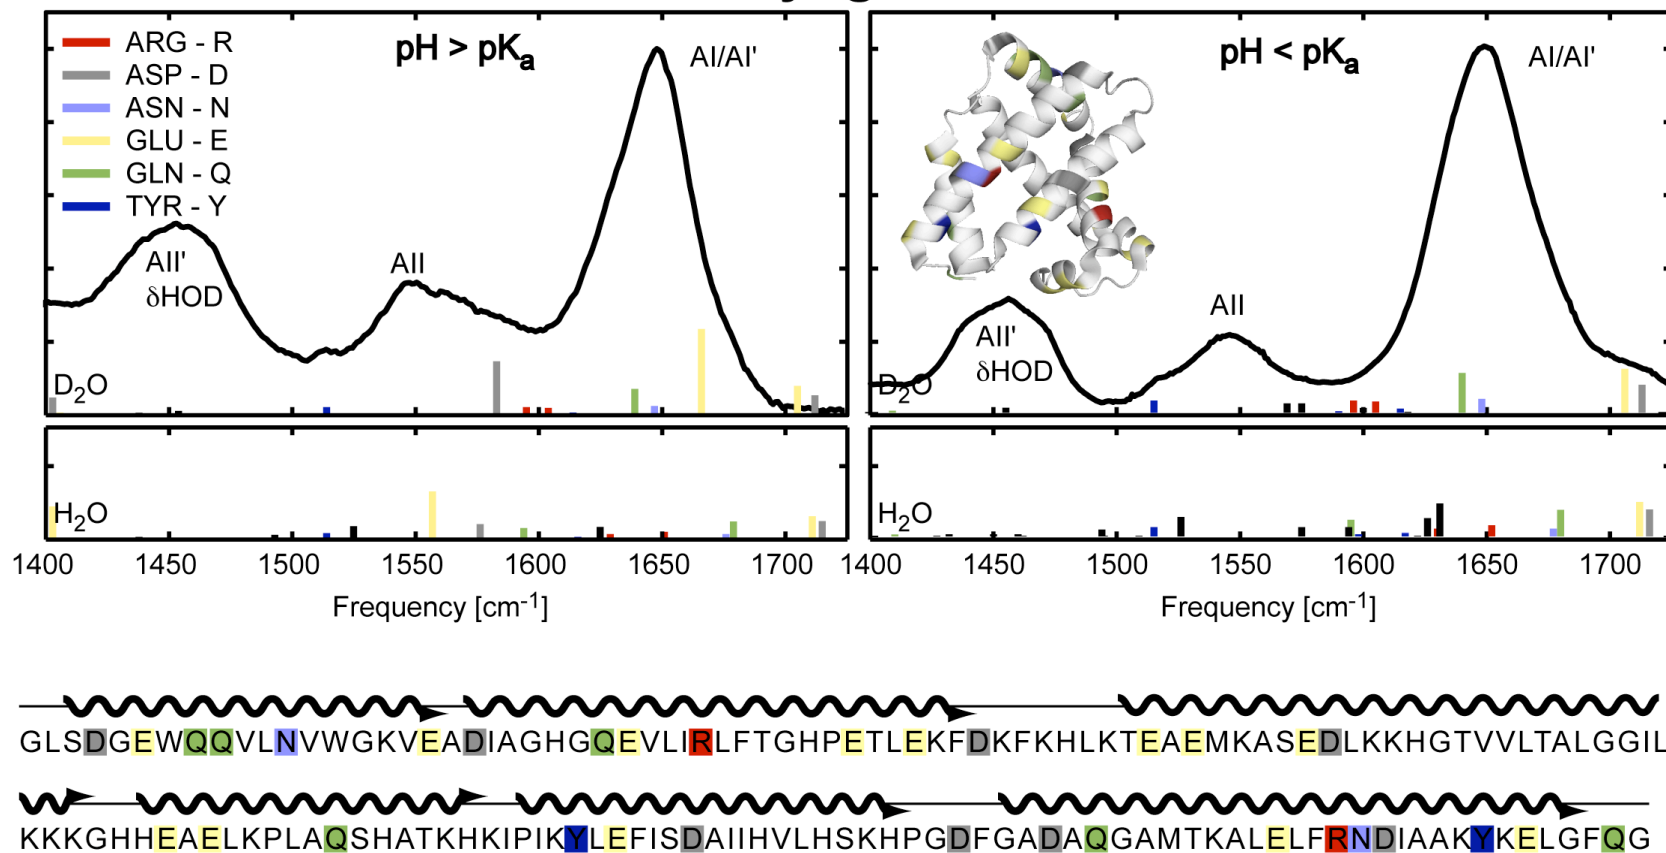 pH > pKa
AI/AI'
ARG - R
ASP - D
ASN - N
GLU - E
GLN - Q
TYR - Y
AII'
δHOD
AII
D2O
H2O
1400 1450 1500 1550 1600 1650 1700
Frequency [cm-1]
pH < pKa
AI/AI'
AII'
δHOD
AII
D2O
H2O
1400 1450 1500 1550 1600 1650 1700
Frequency [cm-1]
GLSDGEWQQVLNVWGKVEADIAGHGQEVLIRLFTGHPETLEKFDKFKHLKTEAEMKASEDLKKHGTVVLTALGGIL
KKKGHHEAELKPLAQSHATKHKIPIKYLEFISDAIIHVLHSKHPGDFGADAQGAMTKALELFRNDIAAKYKELGFQG